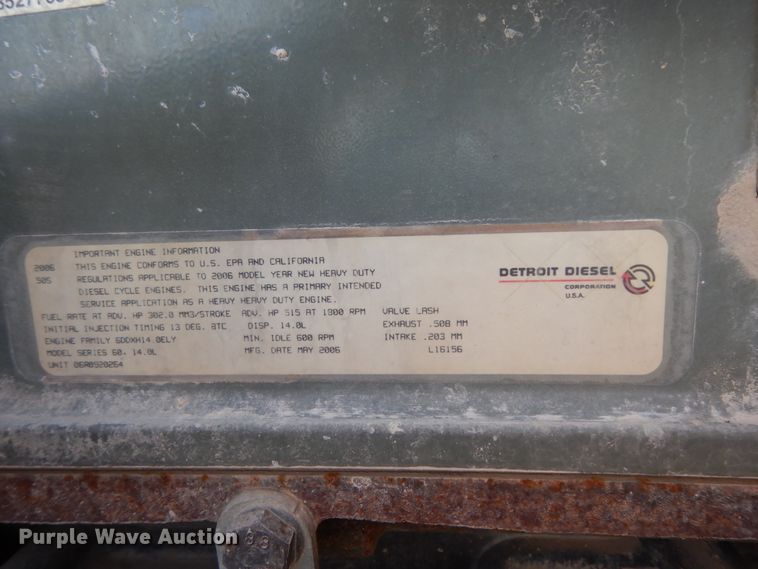 IMPORTANT ENGINE INFORMATION
2006 THIS ENGINE CONFORMS TO U.S. EPA AND CALIFORNIA
50S REGULATIONS APPLICABLE TO 2006 MODEL YEAR NEW HEAVY DUTY
DIESEL CYCLE ENGINES. THIS ENGINE HAS A PRIMARY INTENDED
SERVICE APPLICATION AS A HEAVY HEAVY DUTY ENGINE.
DETROIT DIESEL
CORPORATION
U.S.A.
FUEL RATE AT ADV. HP 302.0 MM3/STROKE ADV. HP 515 AT 1800 RPM VALVE LASH
INITIAL INJECTION TIMING 13 DEG. BTC DISP. 14.0L EXHAUST .508 MM
ENGINE FAMILY 6DDXH14.0ELY MIN. IDLE 600 RPM INTAKE .203 MM
MODEL SERIES 60, 14.0L MFG. DATE MAY 2006 L16156
UNIT 06R0920264
Purple Wave Auction